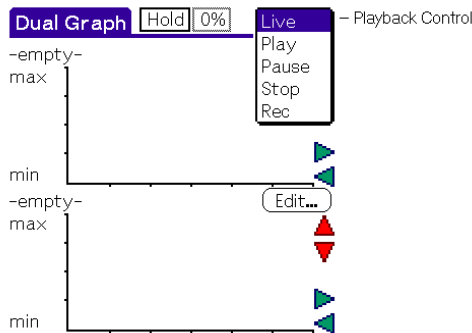 Dual Graph Hold 0% Live – Playback Control
Play
Pause
Stop
Rec
-empty-
max
min
-empty-
Edit...
max
min